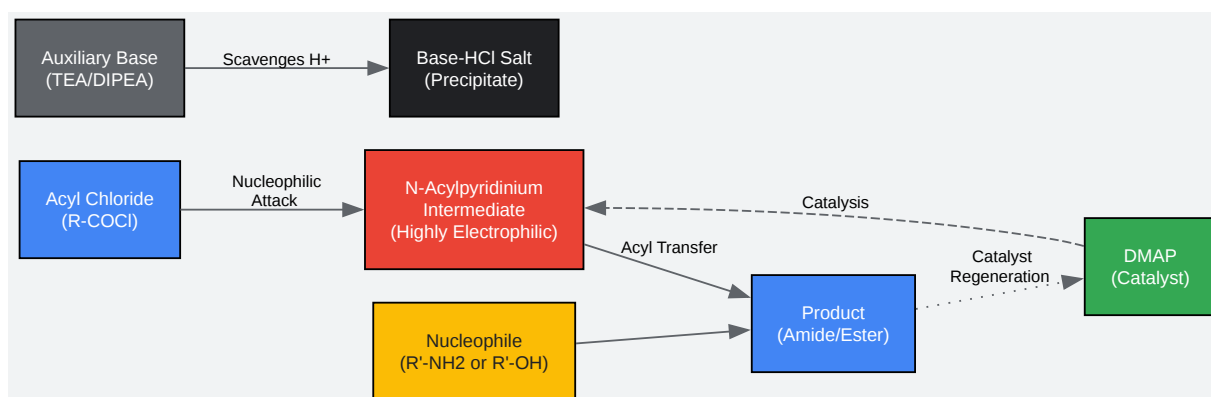 Auxiliary Base
(TEA/DIPEA)
Scavenges H+
Base-HCl Salt
(Precipitate)
Acyl Chloride
(R-COCl)
Nucleophilic
Attack
N-Acylpyridinium
Intermediate
(Highly Electrophilic)
Catalysis
Acyl Transfer
Catalyst
Regeneration
DMAP
(Catalyst)
Product
(Amide/Ester)
Nucleophile
(R'-NH2 or R'-OH)